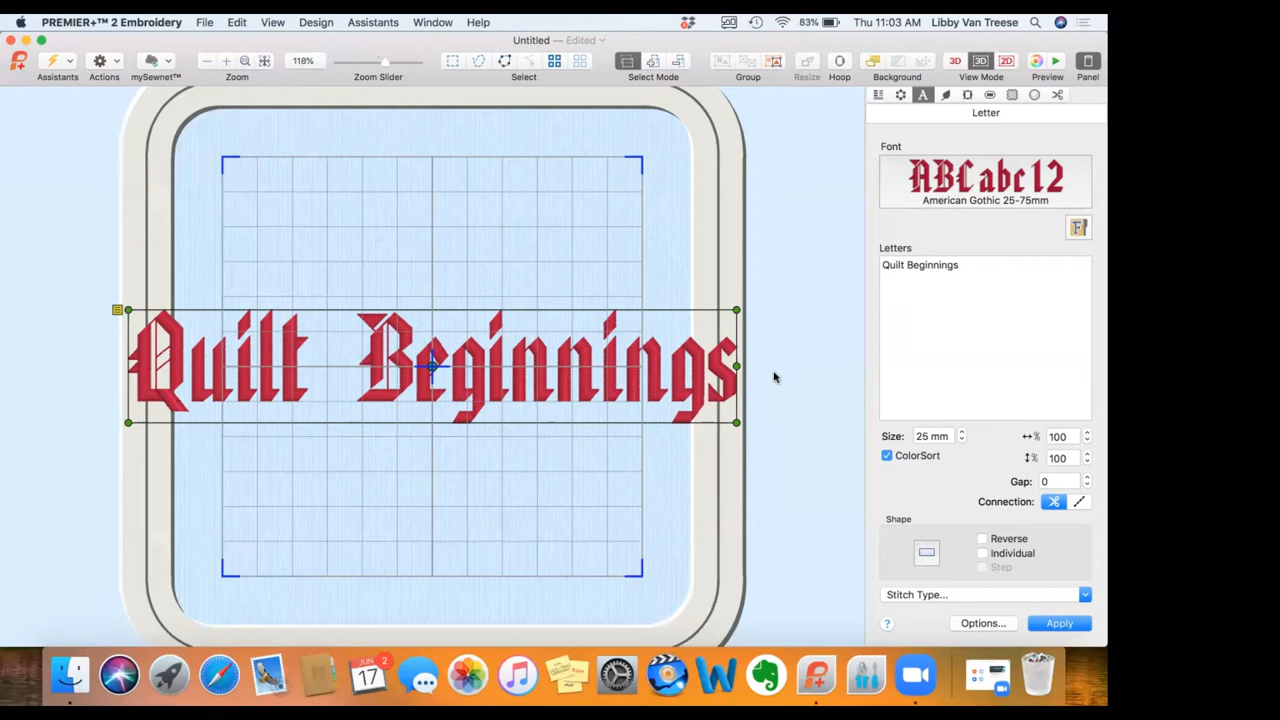 PREMIER+™ 2 Embroidery File Edit View Design Assistants Window Help 83% Thu 11:03 AM Libby Van Treese
Untitled — Edited
118%
Assistants Actions mySewnet™ Zoom Zoom Slider Select Select Mode Group Resize Hoop Background 3D 3D 2D View Mode Preview Panel
Letter
Font
ABCabc12
American Gothic 25-75mm
Letters
Quilt Beginnings
Quilt Beginnings
Size: 25 mm % 100
ColorSort % 100
Gap: 0
Connection:
Shape
Reverse
Individual
Step
Stitch Type...
? Options... Apply
JUN 2
17